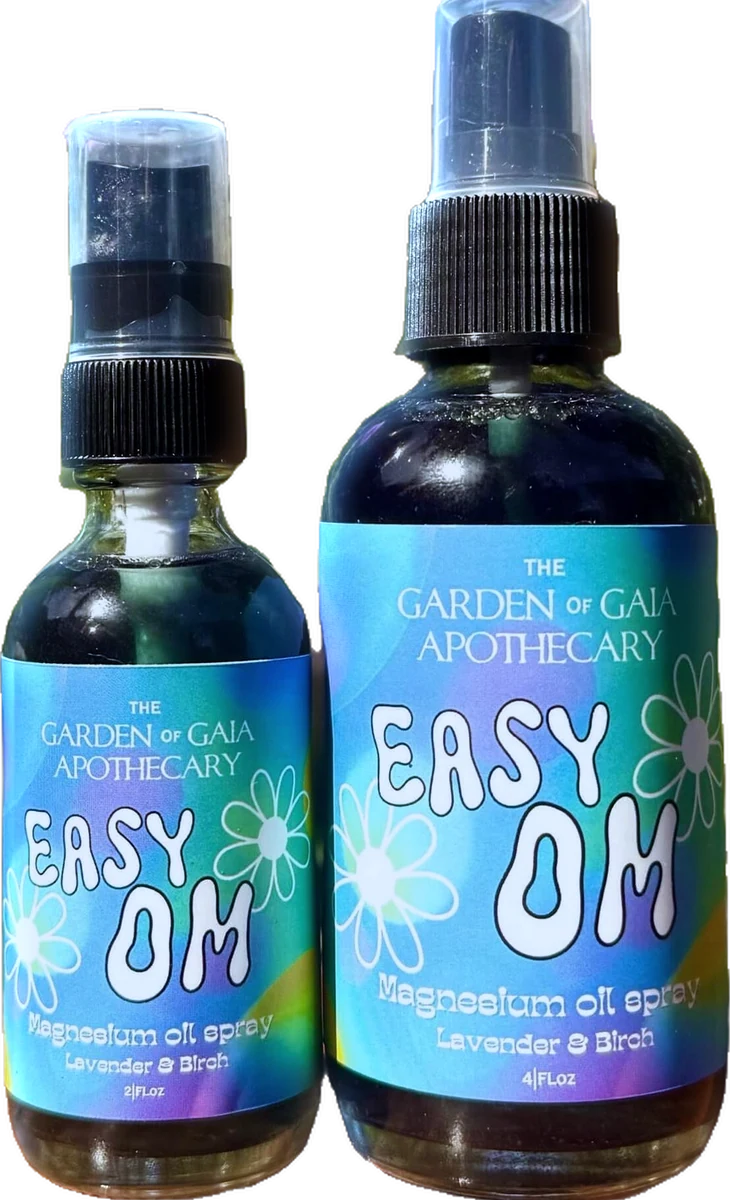 THE
GARDEN OF GAIA
APOTHECARY
EASY
OM
Magnesium oil spray
Lavender & Birch
2|FLoz
THE
GARDEN OF GAIA
APOTHECARY
EASY
OM
Magnesium oil spray
Lavender & Birch
4|FLoz